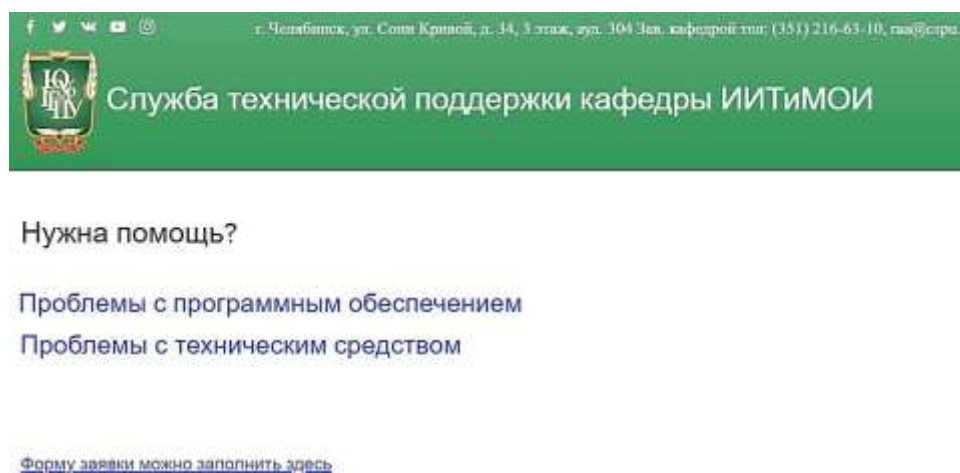 г. Челябинск, ул. Сони Кривой, д. 34, 3 этаж, ауд. 304 Зав. кафедрой тел: (351) 216-63-10,
Служба технической поддержки кафедры ИИТиМОИ
Нужна помощь?
Проблемы с программным обеспечением
Проблемы с техническим средством
Форму заявки можно заполнить здесь